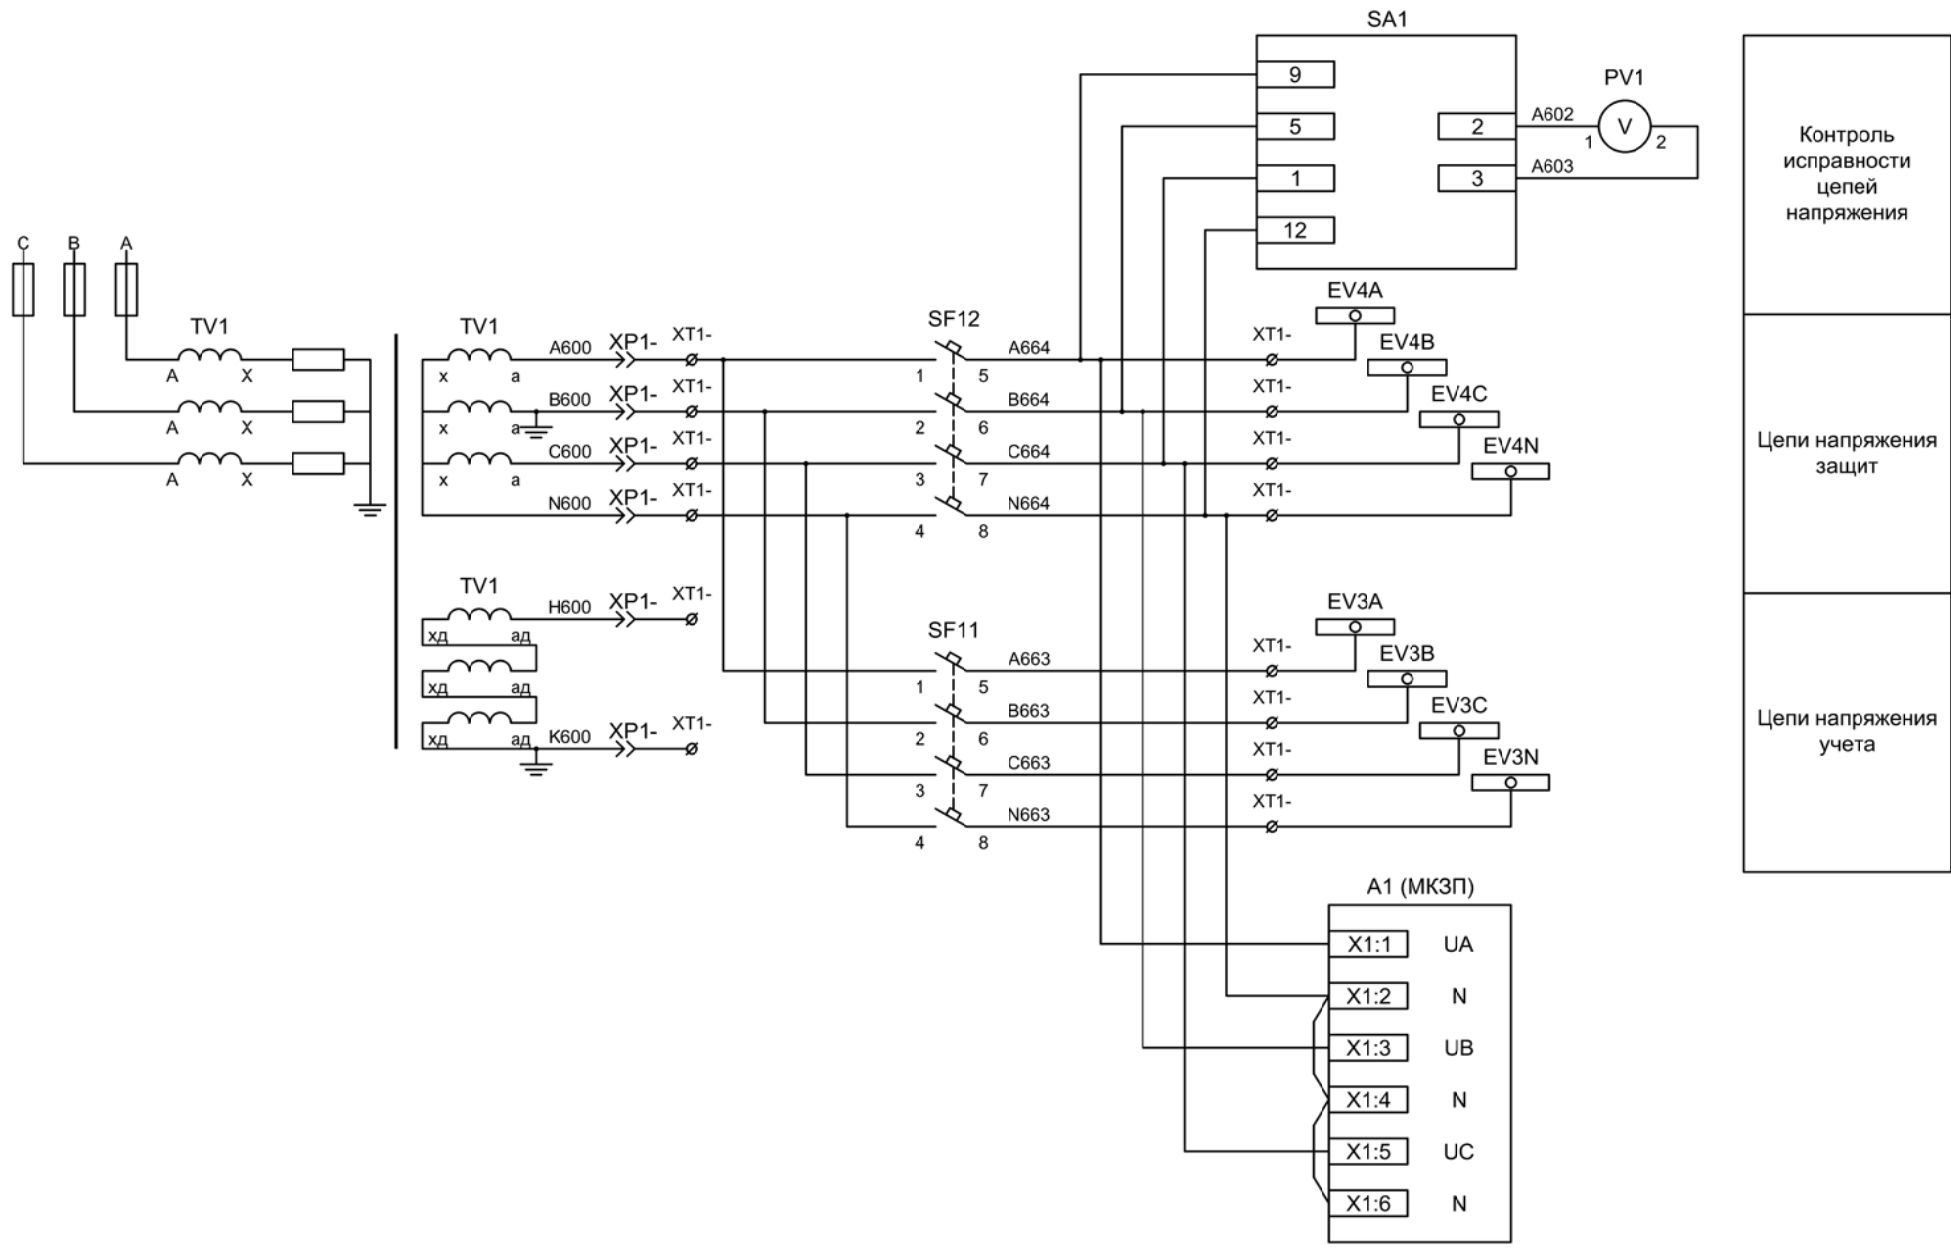 SA1
9
5
1
12
2
3
A602
A603
PV1
V
1
2
Контроль
исправности
цепей
напряжения
C
B
A
TV1
A
X
A
X
A
X
TV1
x
a
x
a
x
a
A600
B600
C600
N600
XP1-
XP1-
XP1-
XP1-
XT1-
XT1-
XT1-
XT1-
SF12
1
5
2
6
3
7
4
8
A664
B664
C664
N664
XT1-
XT1-
XT1-
XT1-
EV4A
EV4B
EV4C
EV4N
Цепи напряжения
защит
TV1
хд
ад
хд
ад
хд
ад
H600
K600
XP1-
XP1-
XT1-
XT1-
SF11
1
5
2
6
3
7
4
8
A663
B663
C663
N663
XT1-
XT1-
XT1-
XT1-
EV3A
EV3B
EV3C
EV3N
Цепи напряжения
учета
A1 (МКЗП)
X1:1 UA
X1:2 N
X1:3 UB
X1:4 N
X1:5 UC
X1:6 N